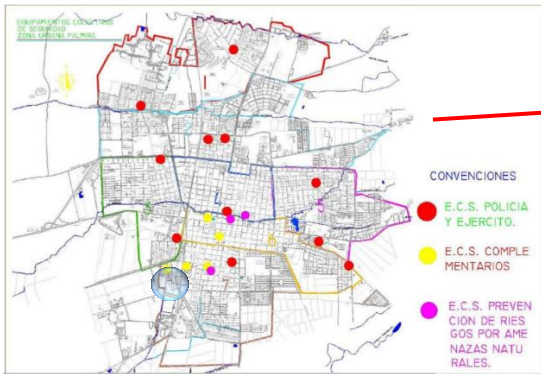 EQUIPAMIENTOS COLECTIVOS
DE SEGURIDAD
ZONA URBANA PALMIRA
CONVENCIONES
E.C.S. POLICIA
Y EJERCITO.
E.C.S. COMPLE
MENTARIOS
E.C.S. PREVEN
CION DE RIES
GOS POR AME
NAZAS NATU
RALES.